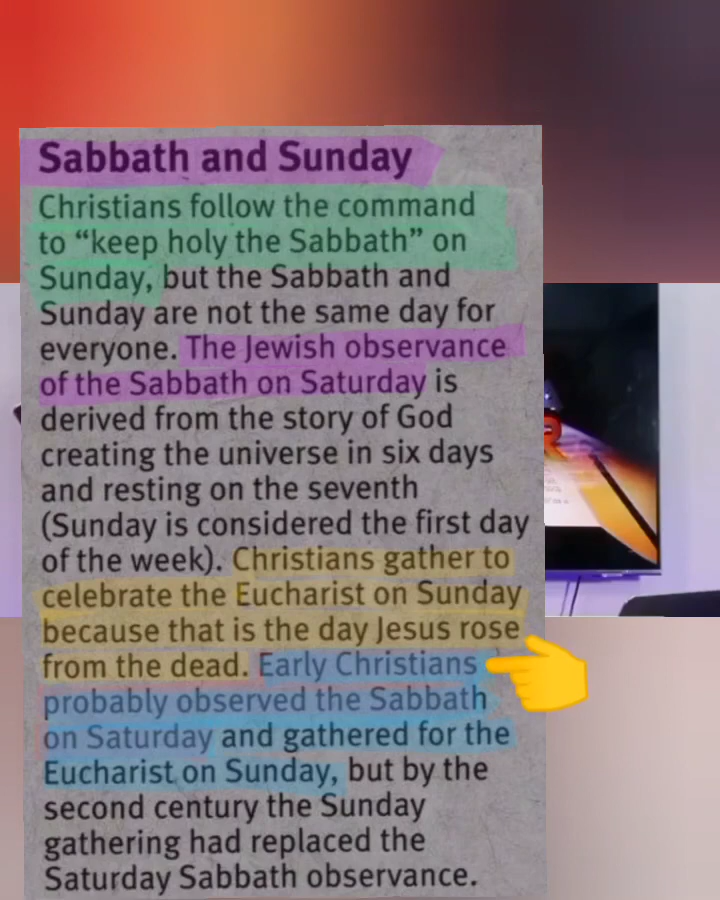 Sabbath and Sunday
Christians follow the command
to “keep holy the Sabbath” on
Sunday, but the Sabbath and
Sunday are not the same day for
everyone. The Jewish observance
of the Sabbath on Saturday is
derived from the story of God
creating the universe in six days
and resting on the seventh
(Sunday is considered the first day
of the week). Christians gather to
celebrate the Eucharist on Sunday
because that is the day Jesus rose
from the dead. Early Christians
probably observed the Sabbath
on Saturday and gathered for the
Eucharist on Sunday, but by the
second century the Sunday
gathering had replaced the
Saturday Sabbath observance.